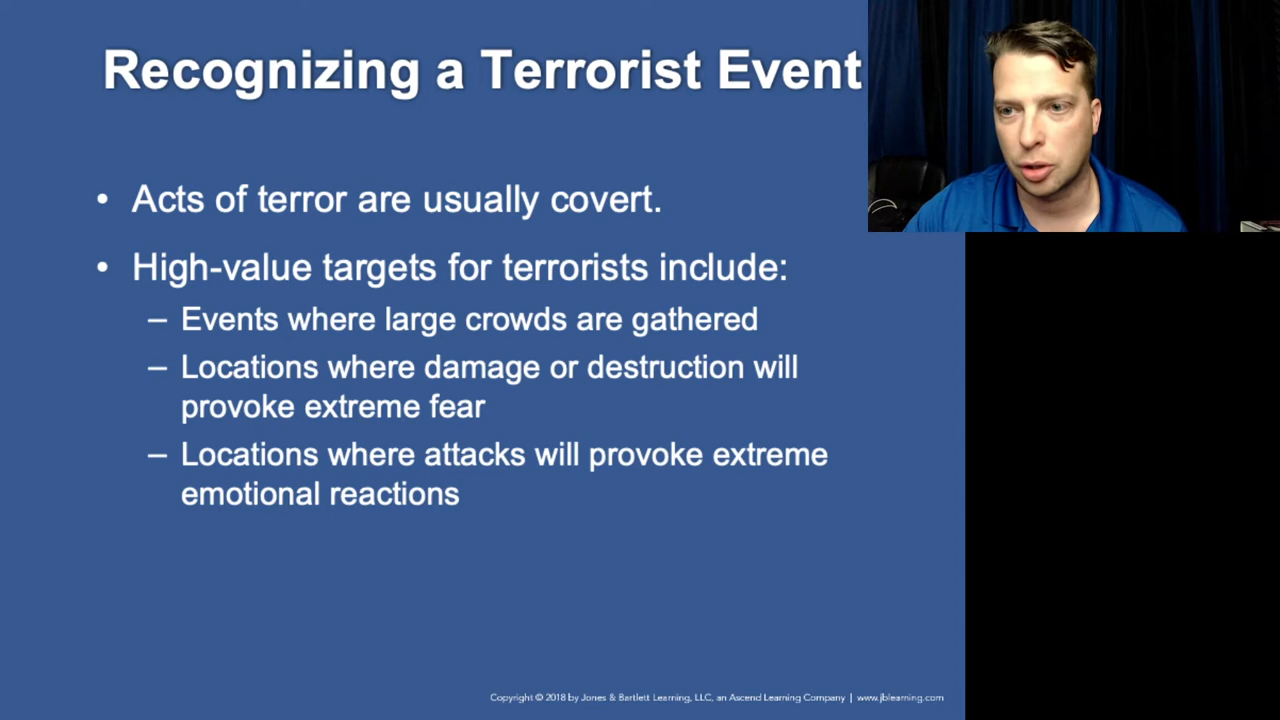 Recognizing a Terrorist Event
• Acts of terror are usually covert.
• High-value targets for terrorists include:
– Events where large crowds are gathered
– Locations where damage or destruction will
provoke extreme fear
– Locations where attacks will provoke extreme
emotional reactions
Copyright © 2018 by Jones & Bartlett Learning, LLC, an Ascend Learning Company | www.jblearning.com